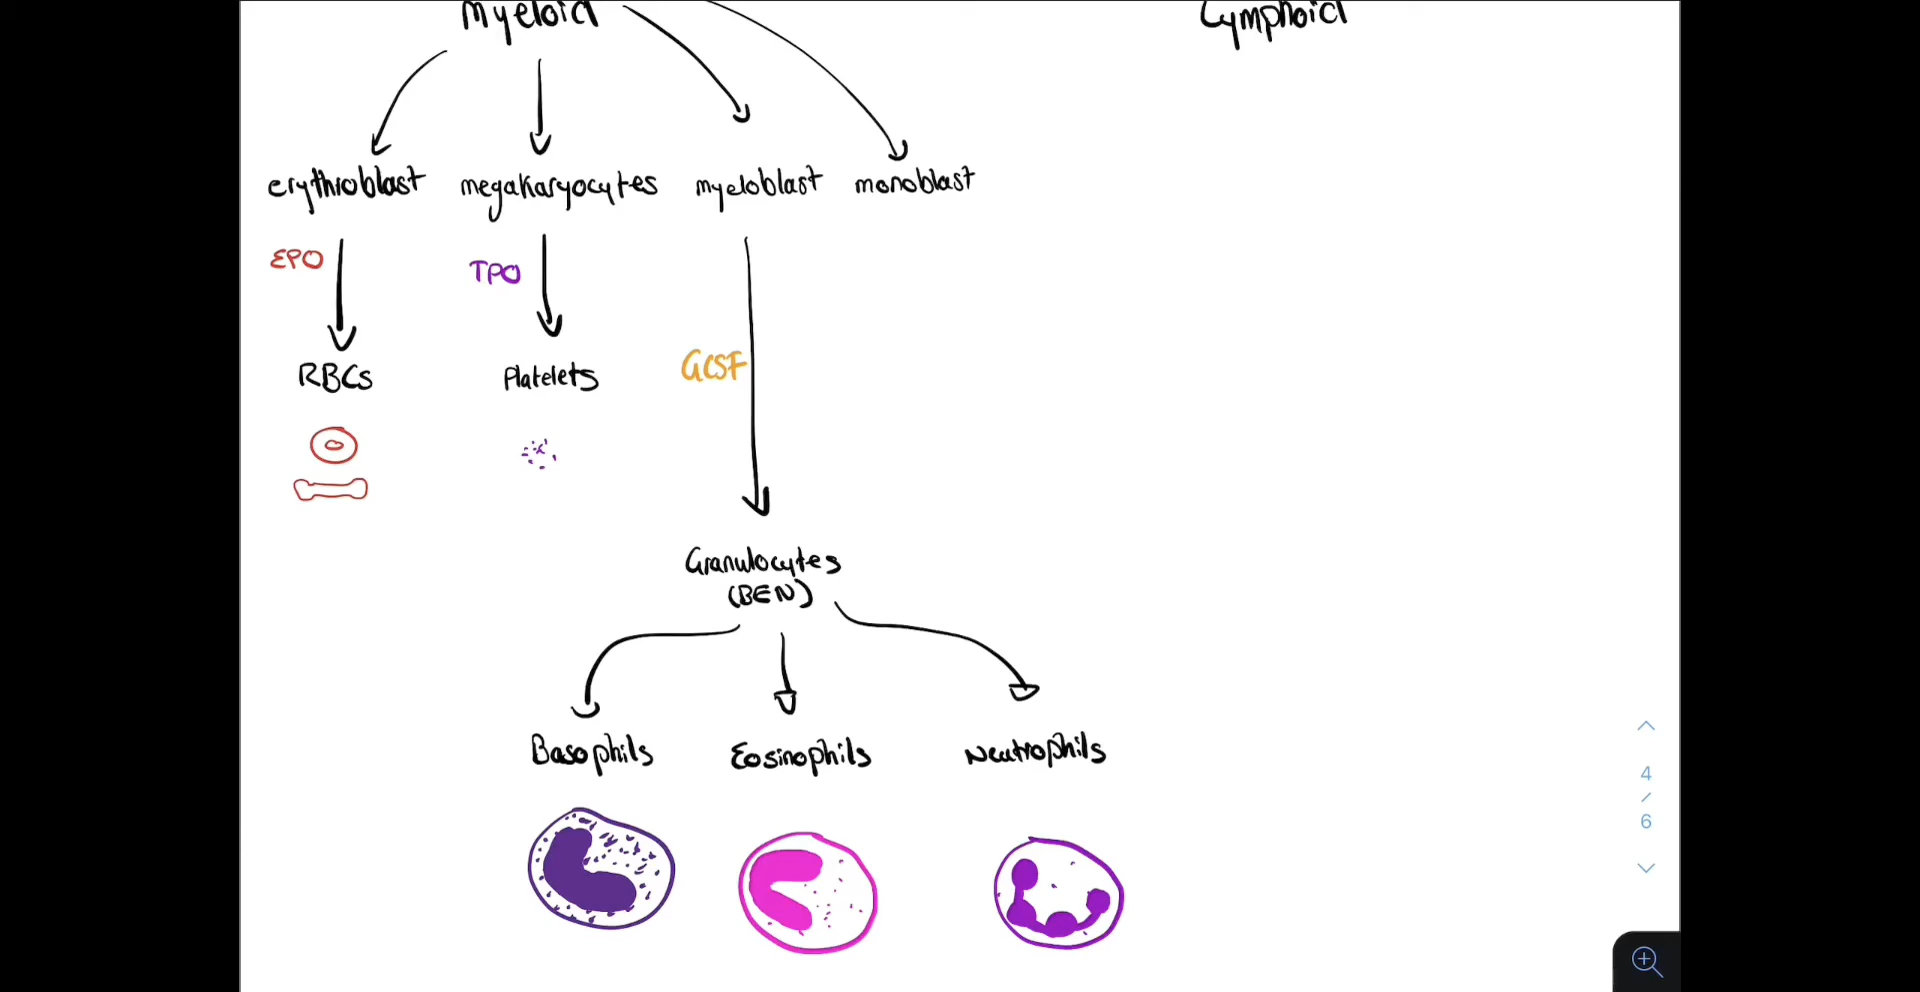 Myeloid
Lymphoid
erythroblast
megakaryocytes
myeloblast
monoblast
EPO
TPO
RBCs
Platelets
GCSF
Granulocytes
(BEN)
Basophils
Eosinophils
Neutrophils
4
/
6